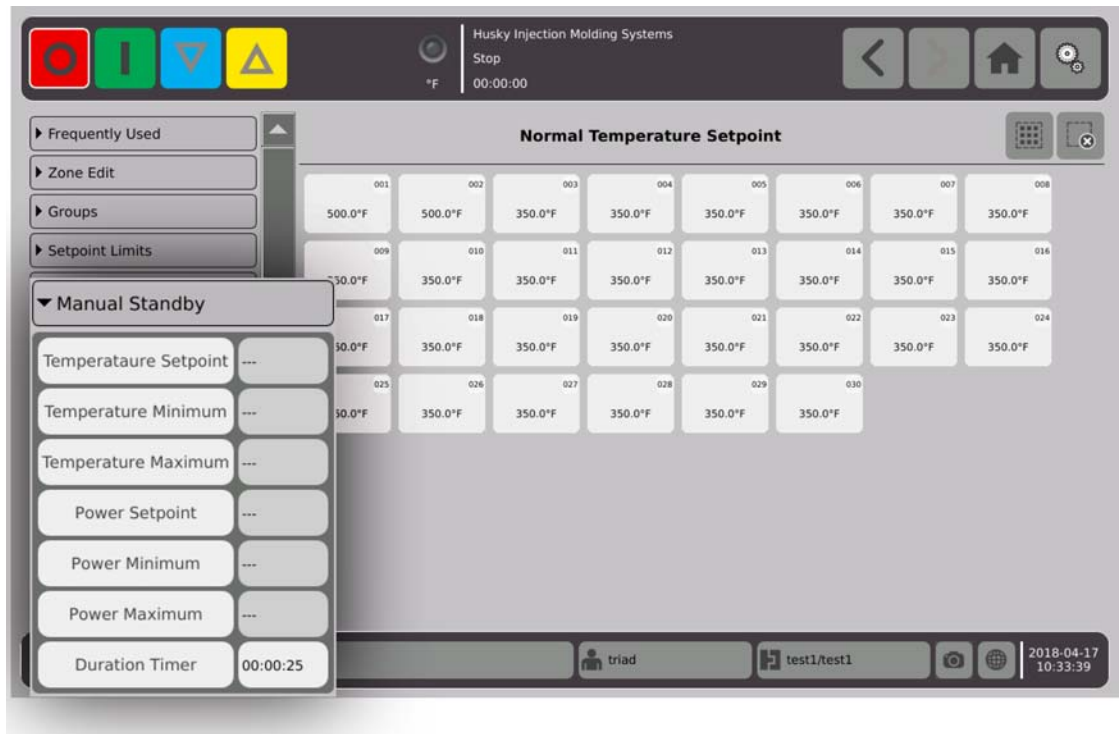 Husky Injection Molding Systems
Stop
°F 00:00:00
Frequently Used
Zone Edit
Groups
Setpoint Limits
Manual Standby
Temperataure Setpoint ---
Temperature Minimum ---
Temperature Maximum ---
Power Setpoint ---
Power Minimum ---
Power Maximum ---
Duration Timer 00:00:25
Normal Temperature Setpoint
001 002 003 004 005 006 007 008
500.0°F 500.0°F 350.0°F 350.0°F 350.0°F 350.0°F 350.0°F 350.0°F
009 010 011 012 013 014 015 016
50.0°F 350.0°F 350.0°F 350.0°F 350.0°F 350.0°F 350.0°F 350.0°F
017 018 019 020 021 022 023 024
50.0°F 350.0°F 350.0°F 350.0°F 350.0°F 350.0°F 350.0°F 350.0°F
025 026 027 028 029 030
50.0°F 350.0°F 350.0°F 350.0°F 350.0°F 350.0°F
triad
test1/test1
2018-04-17
10:33:39